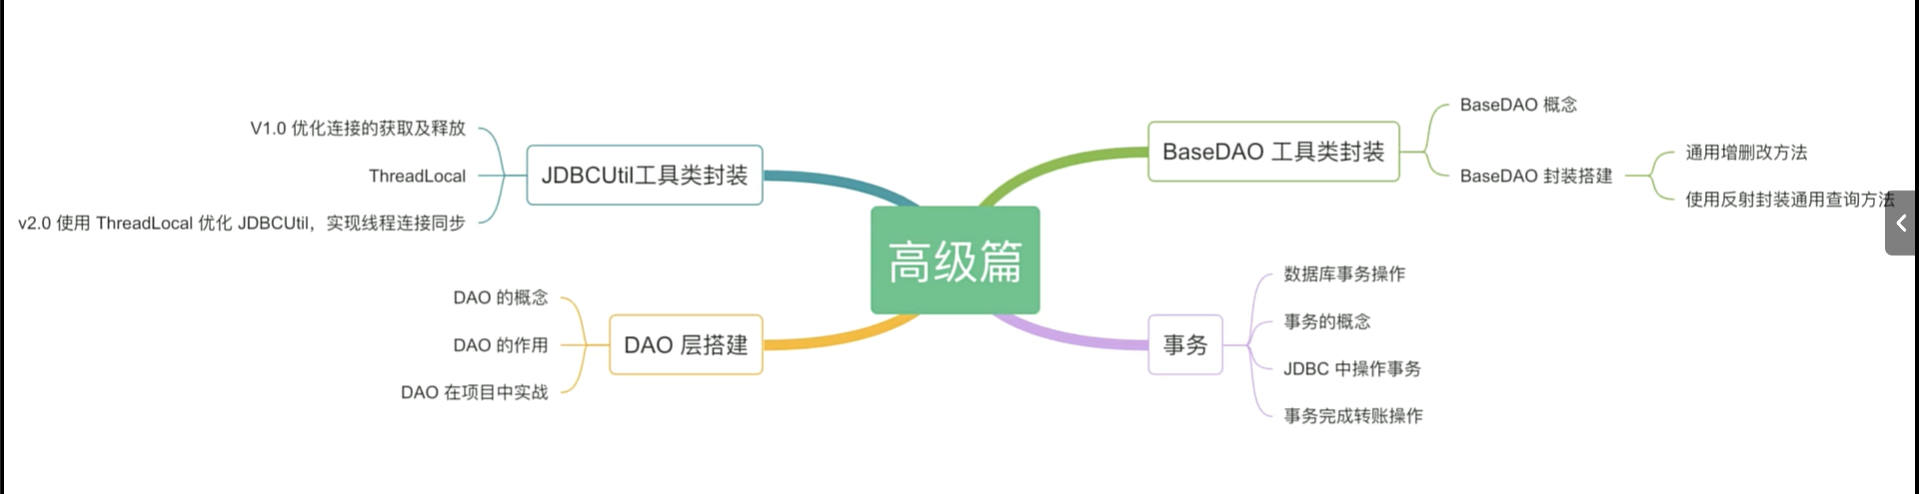 高级篇
JDBCUtil工具类封装
V1.0 优化连接的获取及释放
ThreadLocal
v2.0 使用 ThreadLocal 优化 JDBCUtil，实现线程连接同步
DAO 层搭建
DAO 的概念
DAO 的作用
DAO 在项目中实战
BaseDAO 工具类封装
BaseDAO 概念
BaseDAO 封装搭建
通用增删改方法
使用反射封装通用查询方法
事务
数据库事务操作
事务的概念
JDBC 中操作事务
事务完成转账操作